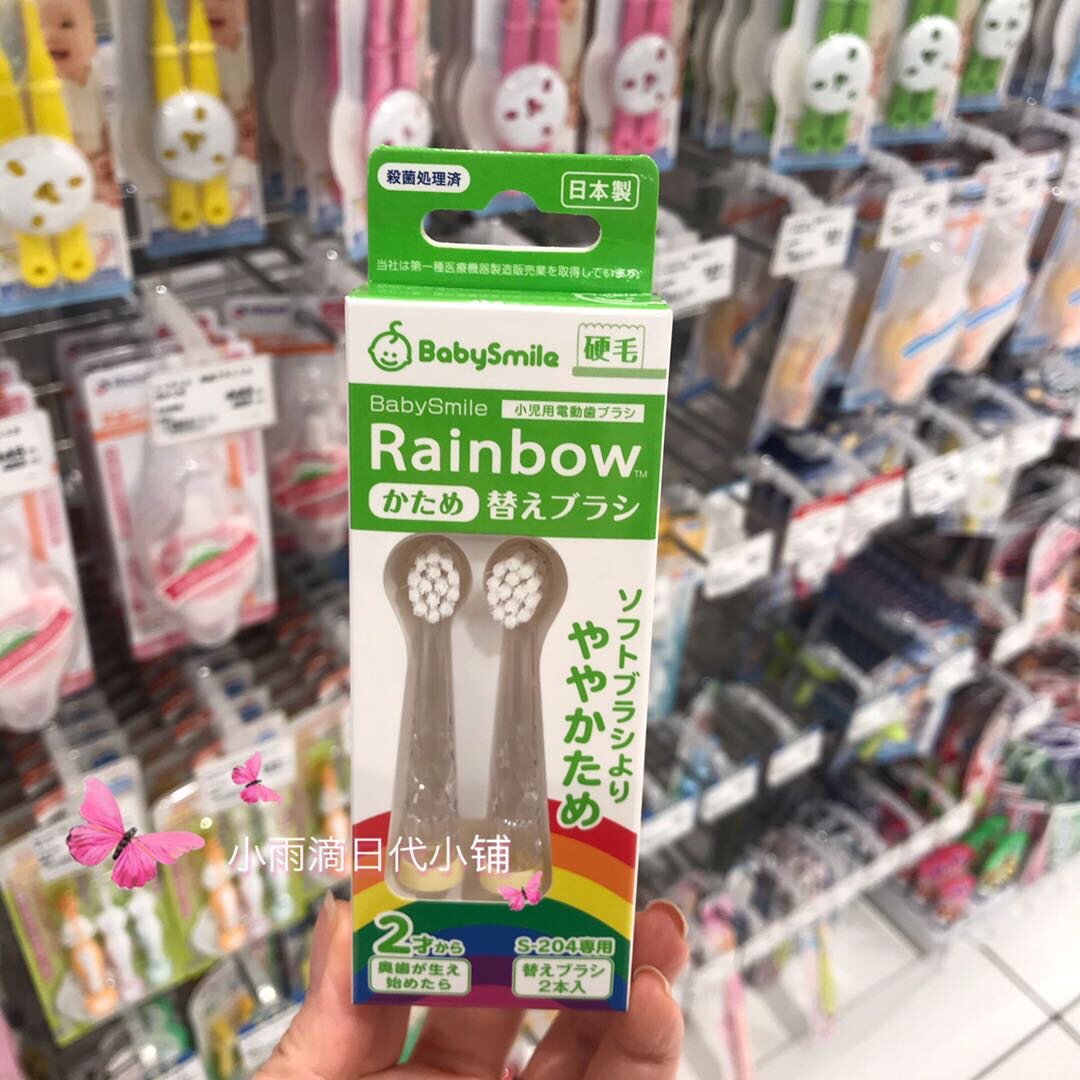 殺菌処理済
日本製
当社は第一種医療機器製造販売業を取得しています。
BabySmile
硬毛
BabySmile 小児用電動歯ブラシ
Rainbow™
かため 替えブラシ
ソフトブラシより
ややかため
小雨滴日代小铺
2才から
奥歯が生え
始めたら
S-204専用
替えブラシ
2本入